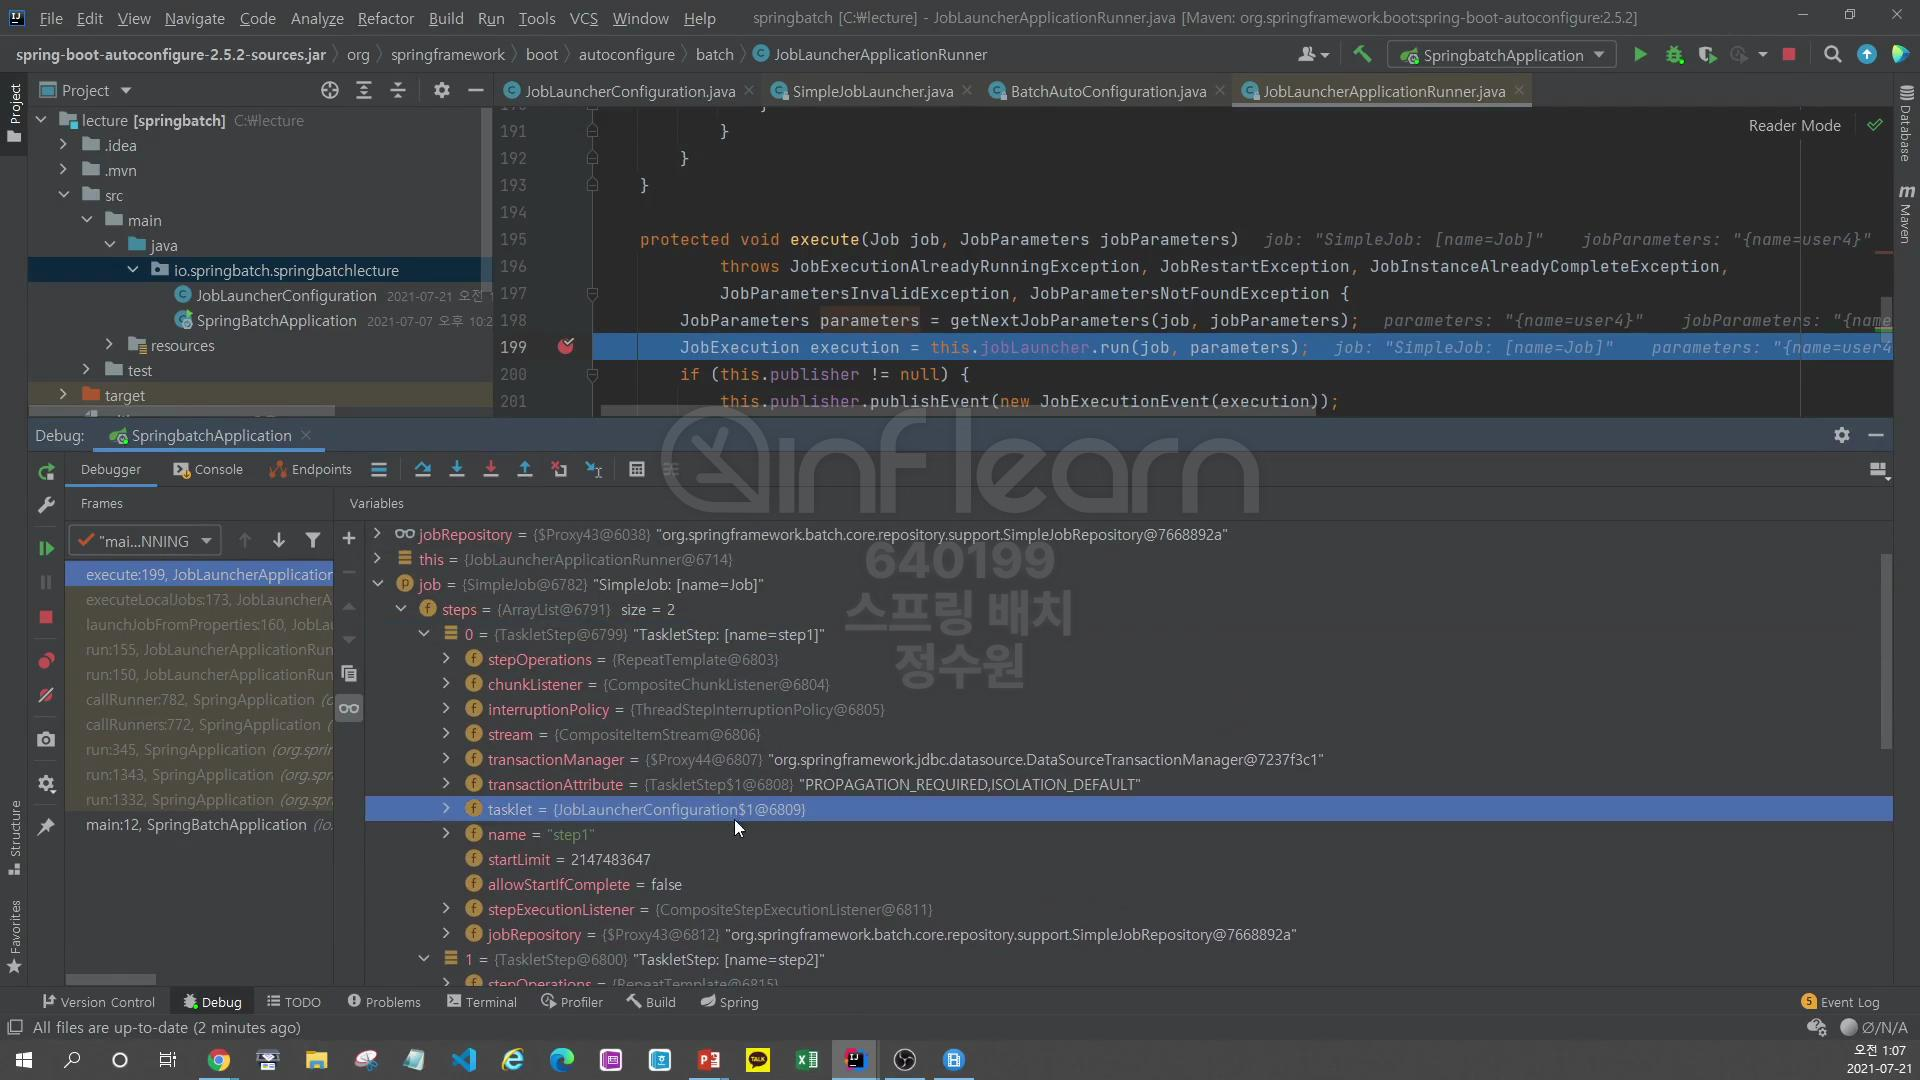 File Edit View Navigate Code Analyze Refactor Build Run Tools VCS Window Help springbatch [C:￦lecture] - JobLauncherApplicationRunner.java [Maven: org.springframework.boot:spring-boot-autoconfigure:2.5.2]
spring-boot-autoconfigure-2.5.2-sources.jar org springframework boot autoconfigure batch JobLauncherApplicationRunner SpringbatchApplication
Project
Project
JobLauncherConfiguration.java SimpleJobLauncher.java BatchAutoConfiguration.java JobLauncherApplicationRunner.java
Reader Mode
Database
Maven
lecture [springbatch] C:￦lecture
.idea
.mvn
src
main
java
io.springbatch.springbatchlecture
JobLauncherConfiguration 2021-07-21 오전
SpringBatchApplication 2021-07-07 오후 10:2
resources
test
target
191 }
192 }
193 }
194
195 protected void execute(Job job, JobParameters jobParameters) job: "SimpleJob: [name=Job]" jobParameters: "{name=user4}"
196 throws JobExecutionAlreadyRunningException, JobRestartException, JobInstanceAlreadyCompleteException,
197 JobParametersInvalidException, JobParametersNotFoundException {
198 JobParameters parameters = getNextJobParameters(job, jobParameters); parameters: "{name=user4}" jobParameters: "{name
199 JobExecution execution = this.jobLauncher.run(job, parameters); job: "SimpleJob: [name=Job]" parameters: "{name=user4
200 if (this.publisher != null) {
201 this.publisher.publishEvent(new JobExecutionEvent(execution));
Debug: SpringbatchApplication
inflearn
Debugger Console Endpoints
Frames Variables
"mai...NNING
execute:199, JobLauncherApplication
executeLocalJobs:173, JobLauncherA
launchJobFromProperties:160, JobLau
run:155, JobLauncherApplicationRun
run:150, JobLauncherApplicationRun
callRunner:782, SpringApplication (o
callRunners:772, SpringApplication (
run:345, SpringApplication (org.sprin
run:1343, SpringApplication (org.spr
run:1332, SpringApplication (org.spr
main:12, SpringBatchApplication (io.
jobRepository = {$Proxy43@6038} "org.springframework.batch.core.repository.support.SimpleJobRepository@7668892a"
this = {JobLauncherApplicationRunner@6714}
job = {SimpleJob@6782} "SimpleJob: [name=Job]"
steps = {ArrayList@6791} size = 2
0 = {TaskletStep@6799} "TaskletStep: [name=step1]"
stepOperations = {RepeatTemplate@6803}
chunkListener = {CompositeChunkListener@6804}
interruptionPolicy = {ThreadStepInterruptionPolicy@6805}
stream = {CompositeItemStream@6806}
transactionManager = {$Proxy44@6807} "org.springframework.jdbc.datasource.DataSourceTransactionManager@7237f3c1"
transactionAttribute = {TaskletStep$1@6808} "PROPAGATION_REQUIRED,ISOLATION_DEFAULT"
tasklet = {JobLauncherConfiguration$1@6809}
name = "step1"
startLimit = 2147483647
allowStartIfComplete = false
stepExecutionListener = {CompositeStepExecutionListener@6811}
jobRepository = {$Proxy43@6812} "org.springframework.batch.core.repository.support.SimpleJobRepository@7668892a"
1 = {TaskletStep@6800} "TaskletStep: [name=step2]"
stepOperations = {RepeatTemplate@6815}
640199
스프링 배치
정수원
Structure
Favorites
Version Control Debug TODO Problems Terminal Profiler Build Spring 5 Event Log
All files are up-to-date (2 minutes ago) Ø/N/A
TALK
오전 1:07
2021-07-21